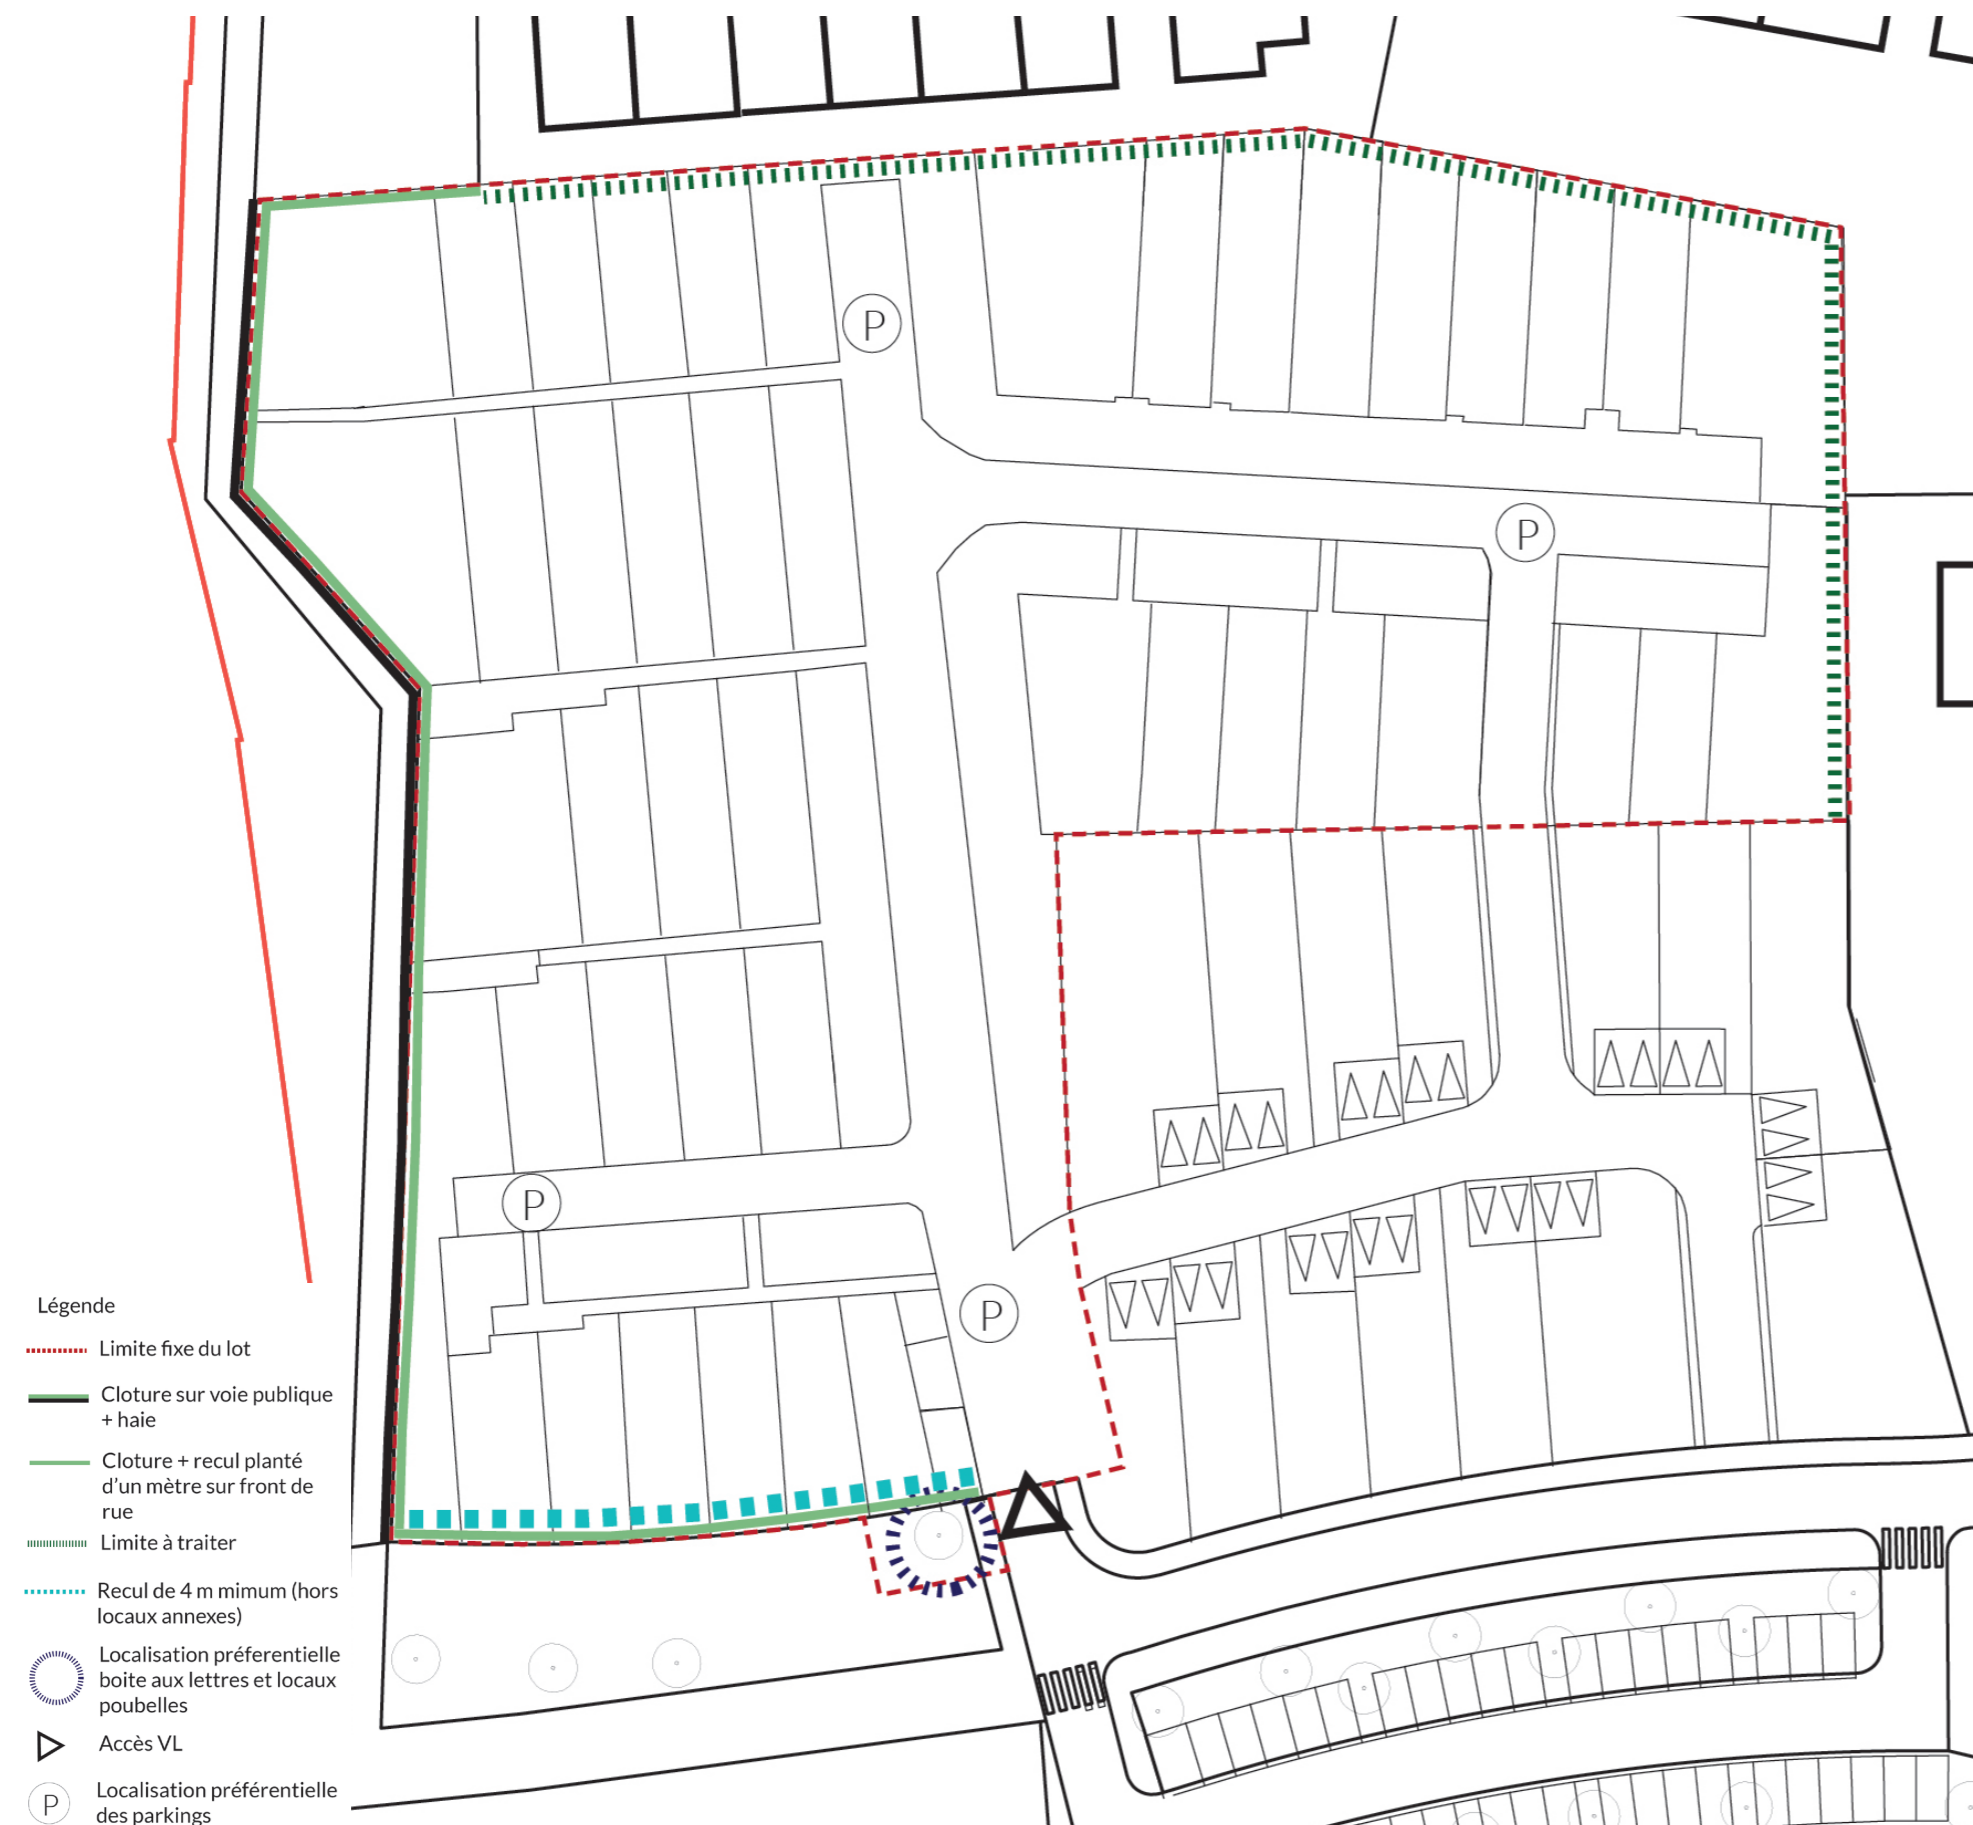 P
P
P
P
Légende
Limite fixe du lot
Cloture sur voie publique
+ haie
Cloture + recul planté
d'un mètre sur front de
rue
Limite à traiter
Recul de 4 m mimum (hors
locaux annexes)
Localisation préferentielle
boite aux lettres et locaux
poubelles
Accès VL
P
Localisation préférentielle
des parkings